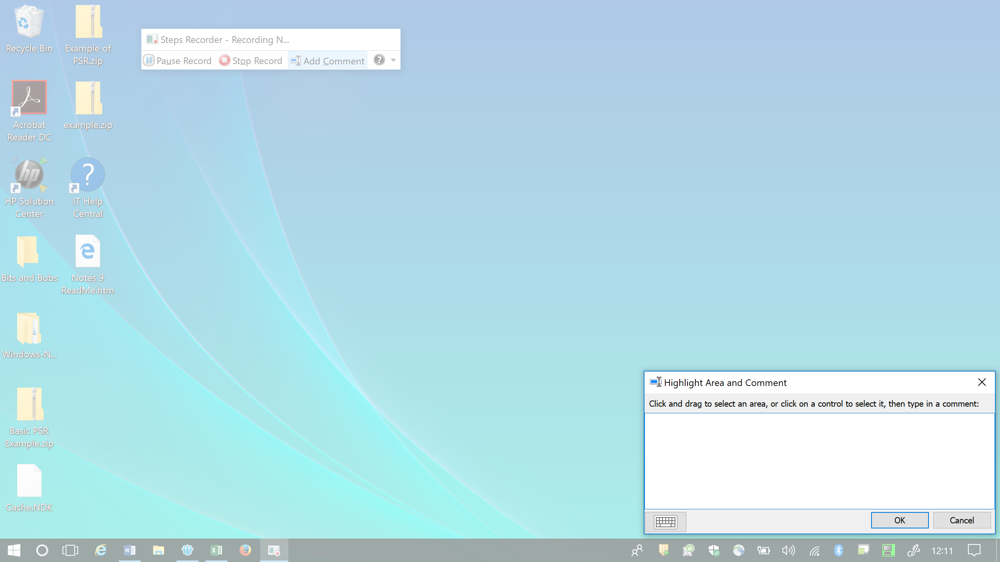 Recycle Bin
Example of
PSR.zip
Steps Recorder - Recording N...
Pause Record
Stop Record
Add Comment
?
Acrobat
Reader DC
example.zip
hp
HP Solution
Center
?
IT Help
Central
Bits and Bobs
e
Notes 9
ReadMe.htm
Windows-N...
Basic PSR
Example.zip
Cache.NDK
Highlight Area and Comment
Click and drag to select an area, or click on a control to select it, then type in a comment:
OK
Cancel
12:11